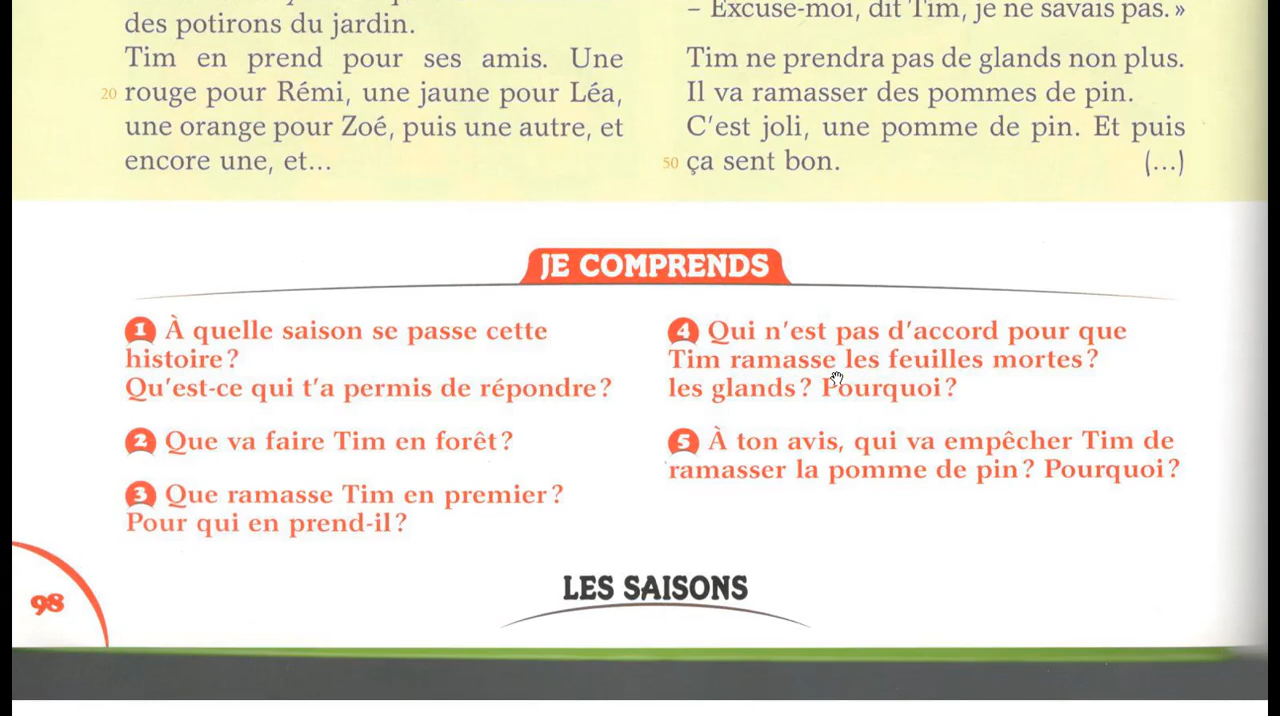 des potirons du jardin.
Tim en prend pour ses amis. Une
20 rouge pour Rémi, une jaune pour Léa,
une orange pour Zoé, puis une autre, et
encore une, et...
– Excuse-moi, dit Tim, je ne savais pas. »
Tim ne prendra pas de glands non plus.
Il va ramasser des pommes de pin.
C'est joli, une pomme de pin. Et puis
50 ça sent bon. (...)
JE COMPRENDS
1 À quelle saison se passe cette
histoire ?
Qu'est-ce qui t'a permis de répondre ?
2 Que va faire Tim en forêt ?
3 Que ramasse Tim en premier ?
Pour qui en prend-il ?
4 Qui n'est pas d'accord pour que
Tim ramasse les feuilles mortes ?
les glands ? Pourquoi ?
5 À ton avis, qui va empêcher Tim de
ramasser la pomme de pin ? Pourquoi ?
98
LES SAISONS